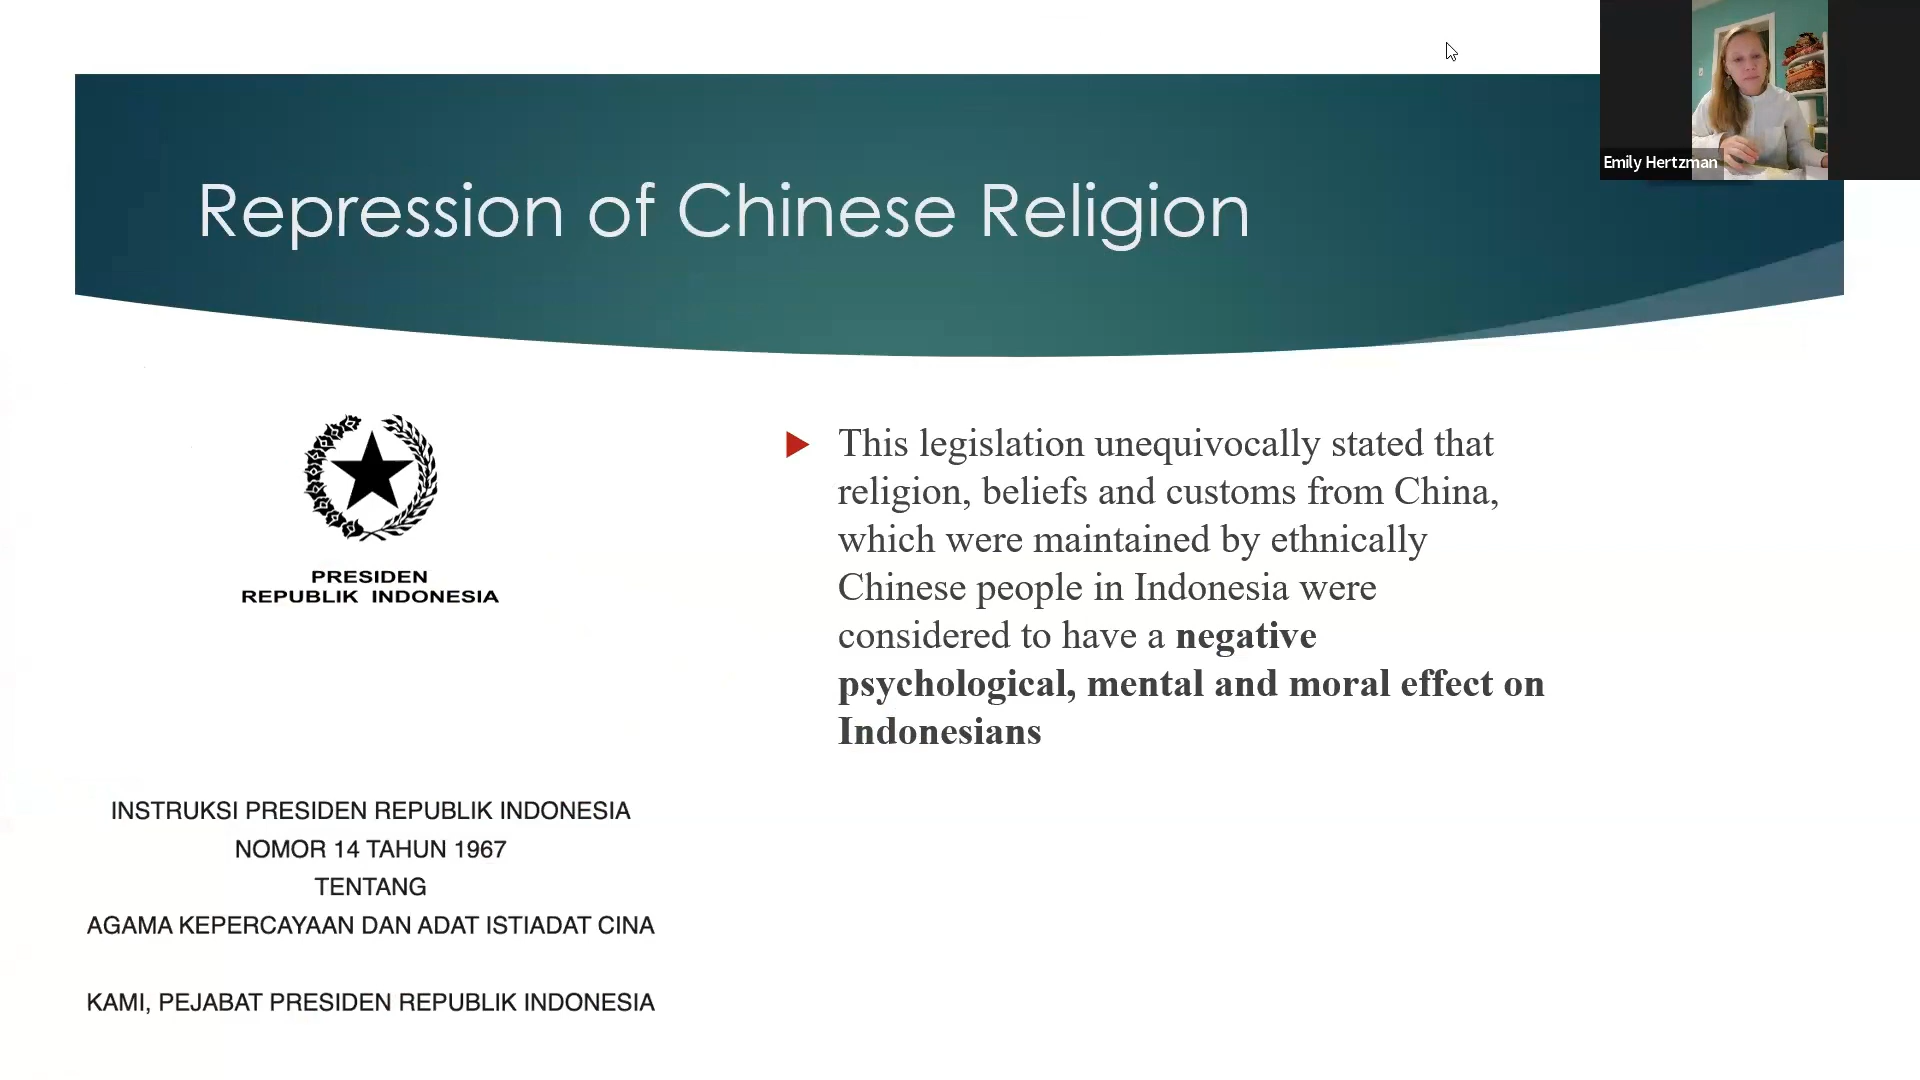 Emily Hertzman
Repression of Chinese Religion
PRESIDEN
REPUBLIK INDONESIA
INSTRUKSI PRESIDEN REPUBLIK INDONESIA
NOMOR 14 TAHUN 1967
TENTANG
AGAMA KEPERCAYAAN DAN ADAT ISTIADAT CINA
KAMI, PEJABAT PRESIDEN REPUBLIK INDONESIA
This legislation unequivocally stated that
religion, beliefs and customs from China,
which were maintained by ethnically
Chinese people in Indonesia were
considered to have a negative
psychological, mental and moral effect on
Indonesians